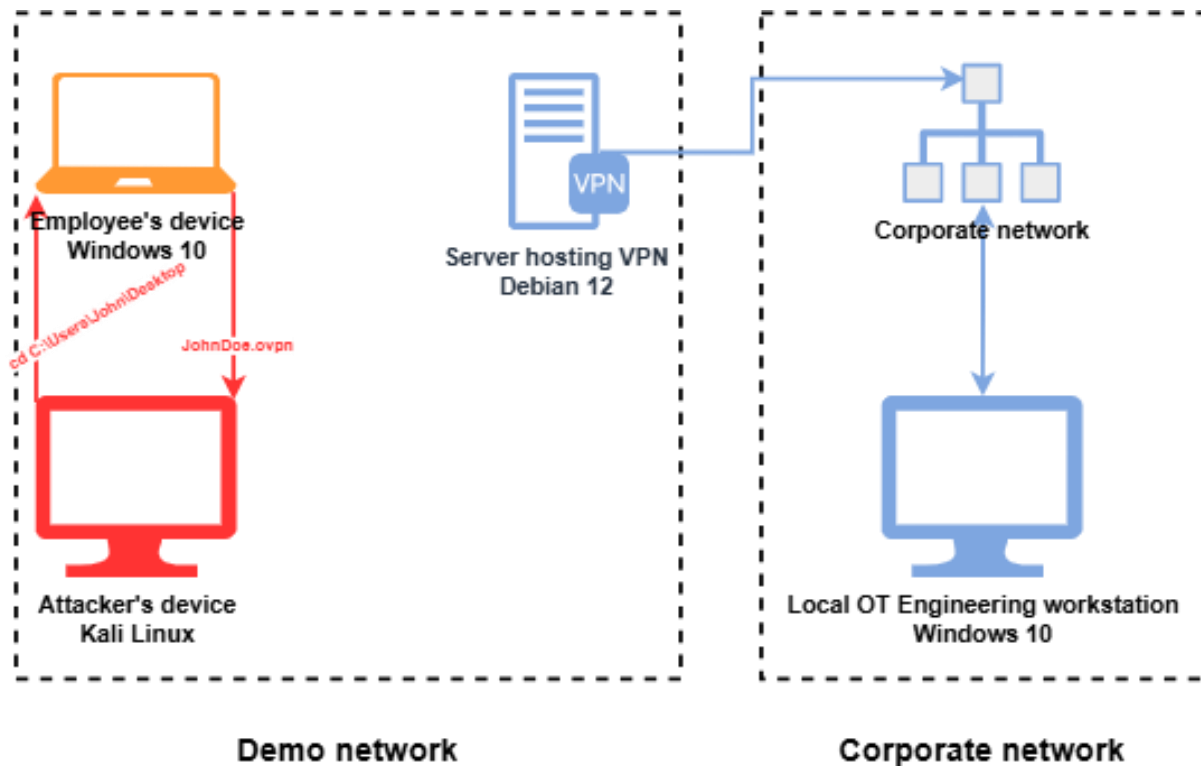 VPN
Employee's device
Windows 10
Server hosting VPN
Debian 12
Corporate network
cd C:\Users\John\Desktop
JohnDoe.ovpn
Attacker's device
Kali Linux
Local OT Engineering workstation
Windows 10
Demo network
Corporate network